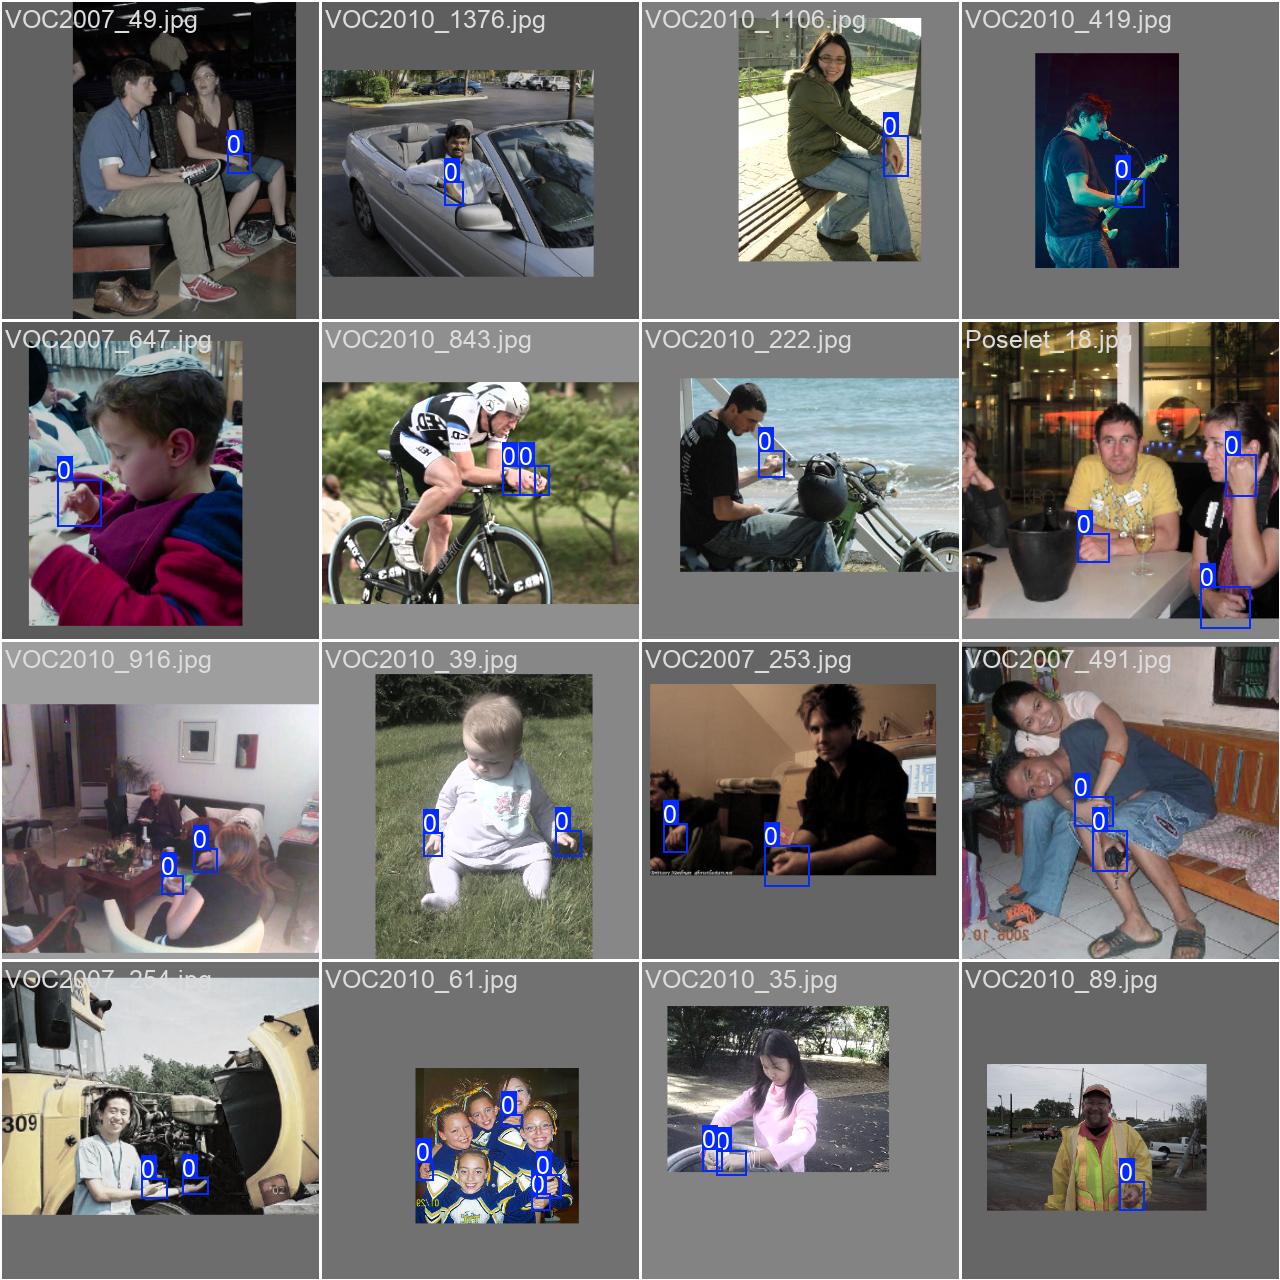 VOC2007_49.jpg
VOC2010_1376.jpg
VOC2010_1106.jpg
VOC2010_419.jpg
0
0
0
0
VOC2007_647.jpg
VOC2010_843.jpg
VOC2010_222.jpg
Poselet_18.jpg
0
0
0
0
0
0
0
VOC2010_916.jpg
VOC2010_39.jpg
VOC2007_253.jpg
VOC2007_491.jpg
0
0
0
0
0
0
0
0
VOC2007_254.jpg
VOC2010_61.jpg
VOC2010_35.jpg
VOC2010_89.jpg
309
0
0
0
0
0
0
0
0
0